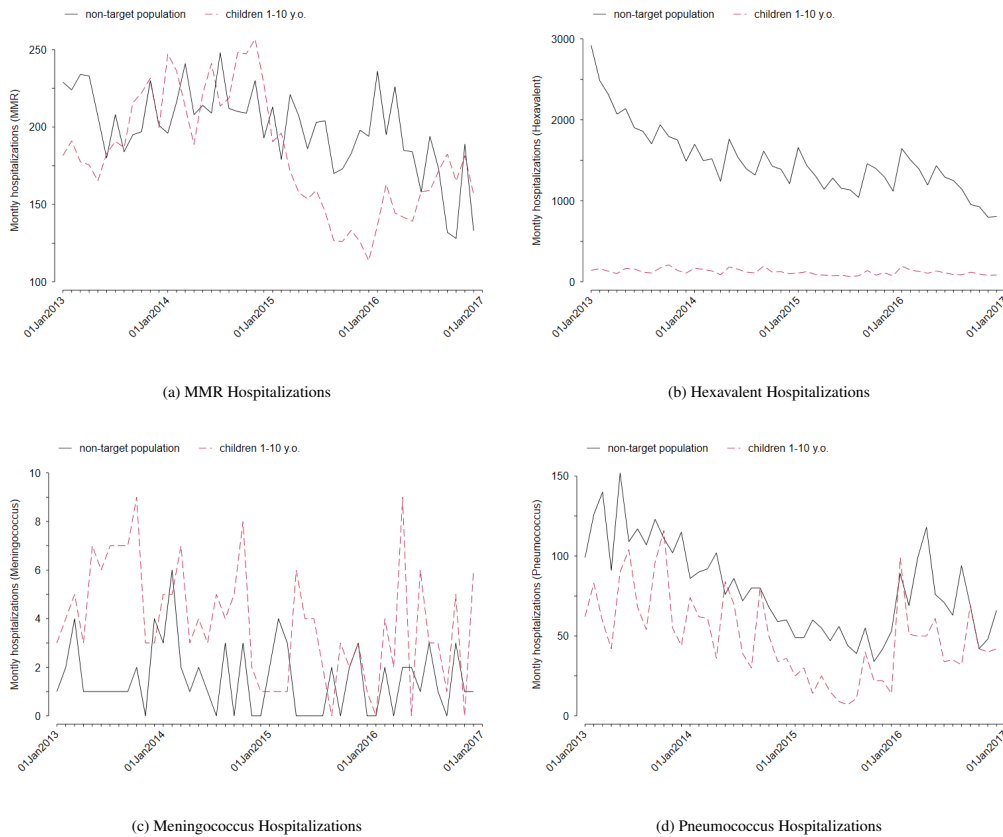 non-target population children 1-10 y.o.
Montly hospitalizations (MMR)
250
200
150
100
01Jan2013
01Jan2014
01Jan2015
01Jan2016
01Jan2017
(a) MMR Hospitalizations
non-target population children 1-10 y.o.
Montly hospitalizations (Hexavalent)
3000
2000
1000
0
01Jan2013
01Jan2014
01Jan2015
01Jan2016
01Jan2017
(b) Hexavalent Hospitalizations
non-target population children 1-10 y.o.
Montly hospitalizations (Meningococcus)
10
8
6
4
2
0
01Jan2013
01Jan2014
01Jan2015
01Jan2016
01Jan2017
(c) Meningococcus Hospitalizations
non-target population children 1-10 y.o.
Montly hospitalizations (Pneumococcus)
150
100
50
0
01Jan2013
01Jan2014
01Jan2015
01Jan2016
01Jan2017
(d) Pneumococcus Hospitalizations